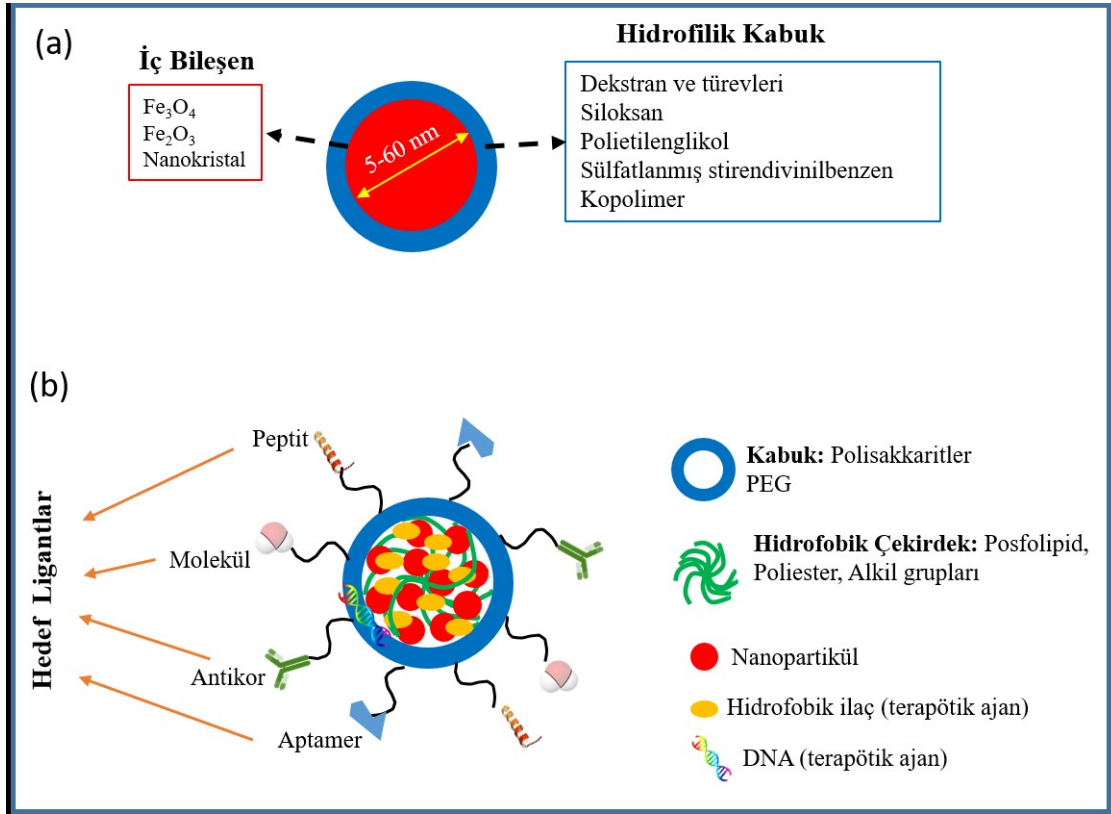 (a)
İç Bileşen
Fe₃O₄
Fe₂O₃
Nanokristal
5-60 nm
Hidrofilik Kabuk
Dekstran ve türevleri
Siloksan
Polietilenglikol
Sülfatlanmış stirendivinilbenzen
Kopolimer
(b)
Hedef Ligantlar
Peptit
Molekül
Antikor
Aptamer
Kabuk: Polisakkaritler
PEG
Hidrofobik Çekirdek: Posfolipid,
Poliester, Alkil grupları
Nanopartikül
Hidrofobik ilaç (terapötik ajan)
DNA (terapötik ajan)